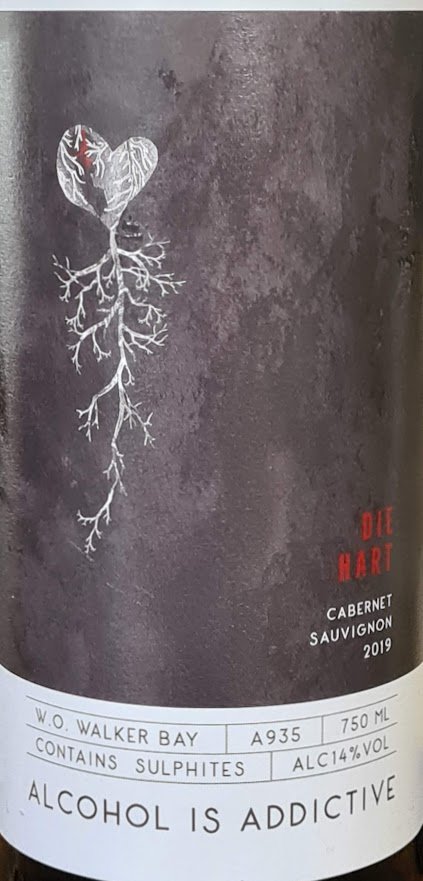 DIE
HART
CABERNET
SAUVIGNON
2019
W.O. WALKER BAY A935 750 ML
CONTAINS SULPHITES ALC14%VOL
ALCOHOL IS ADDICTIVE